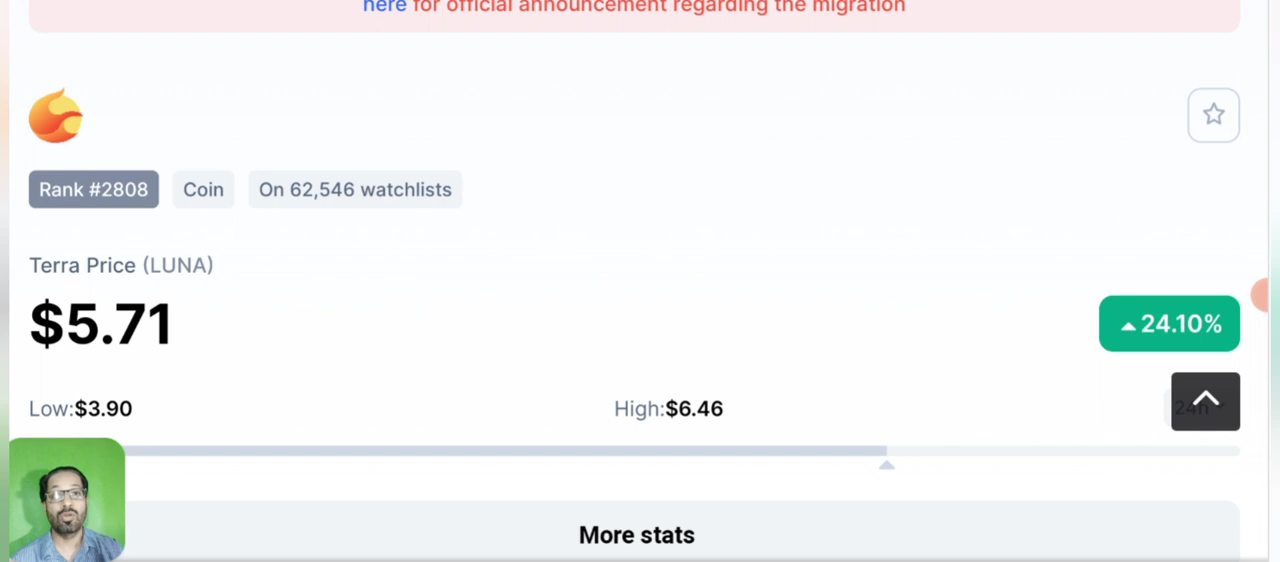 here for official announcement regarding the migration
Rank #2808 Coin On 62,546 watchlists
Terra Price (LUNA)
$5.71
24.10%
Low:$3.90 High:$6.46 24h
More stats